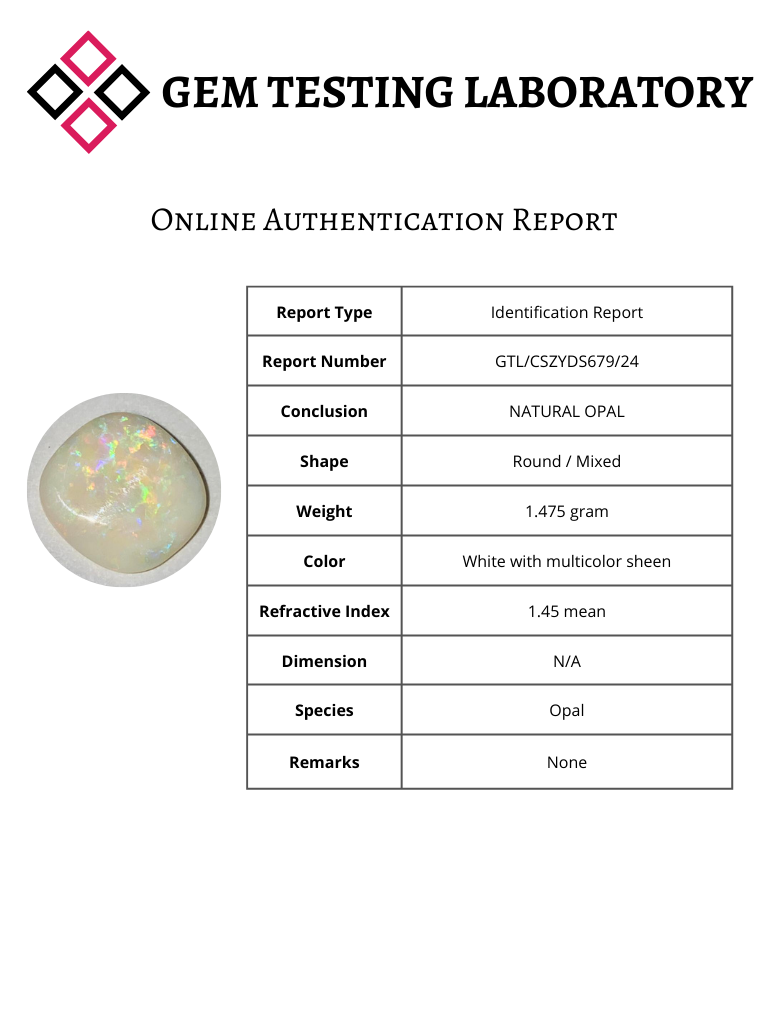 GEM TESTING LABORATORY
Online Authentication Report
Report Type Identification Report
Report Number GTL/CSZYDS679/24
Conclusion NATURAL OPAL
Shape Round / Mixed
Weight 1.475 gram
Color White with multicolor sheen
Refractive Index 1.45 mean
Dimension N/A
Species Opal
Remarks None